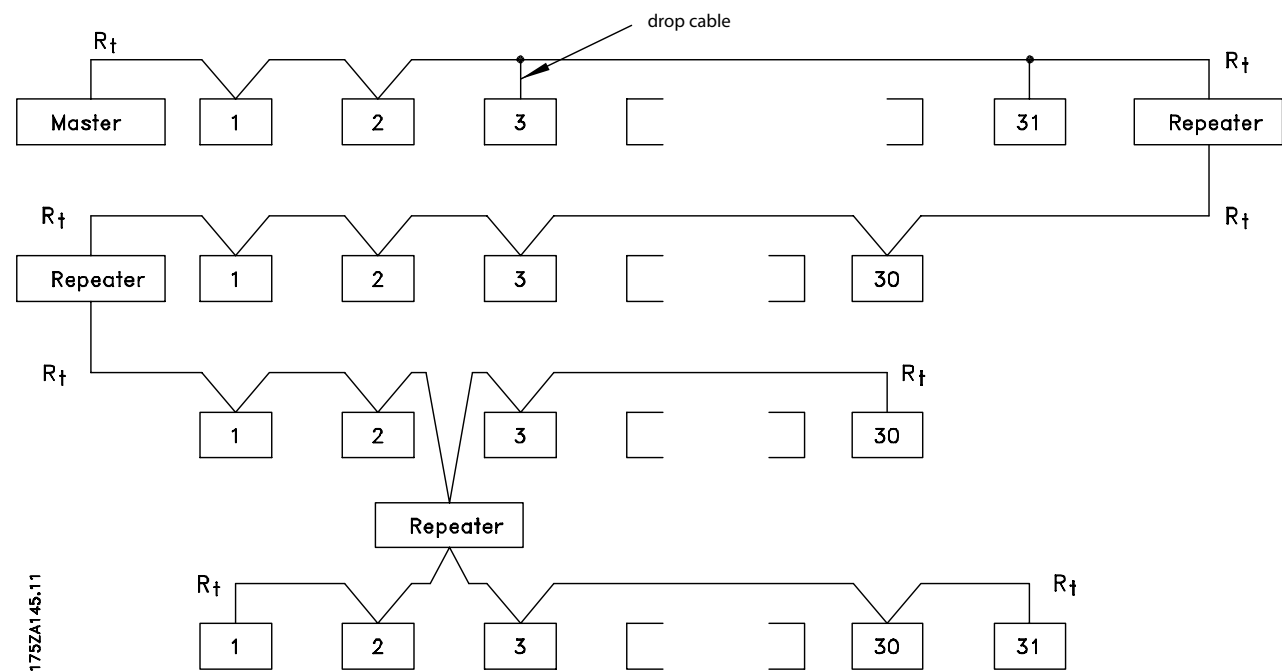 drop cable
Rt Rt
Master 1 2 3 31 Repeater
Rt Rt
Repeater 1 2 3 30
Rt Rt
1 2 3 30
Repeater
Rt Rt
1 2 3 30 31
175ZA145.11